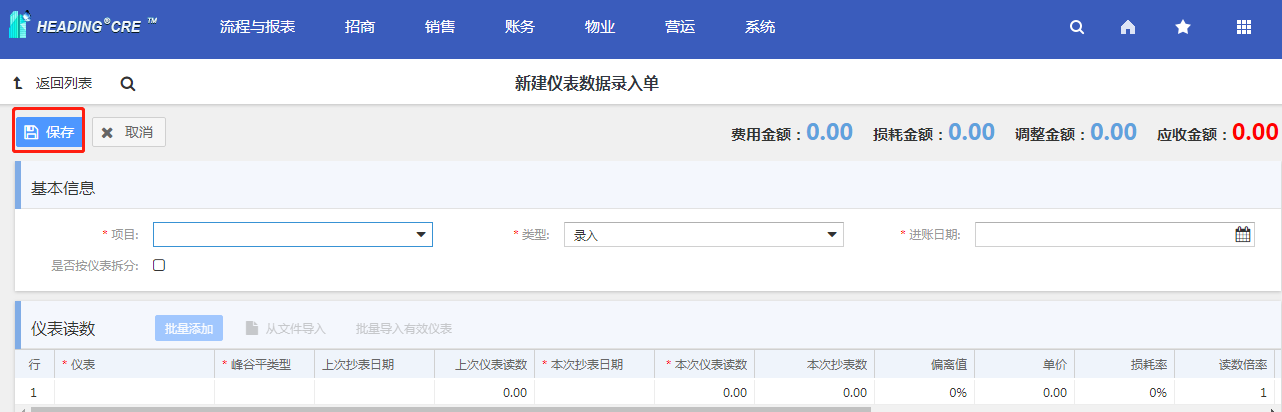 HEADING®CRE ™ 流程与报表 招商 销售 账务 物业 营运 系统
返回列表 新建仪表数据录入单
保存 取消 费用金额：0.00 损耗金额：0.00 调整金额：0.00 应收金额：0.00
基本信息
* 项目: * 类型: 录入 * 进账日期:
是否按仪表拆分:
仪表读数 批量添加 从文件导入 批量导入有效仪表
行 * 仪表 * 峰谷平类型 上次抄表日期 上次仪表读数 * 本次抄表日期 * 本次仪表读数 本次抄表数 偏离值 单价 损耗率 读数倍率
1 0.00 0.00 0.00 0% 0.00 0% 1